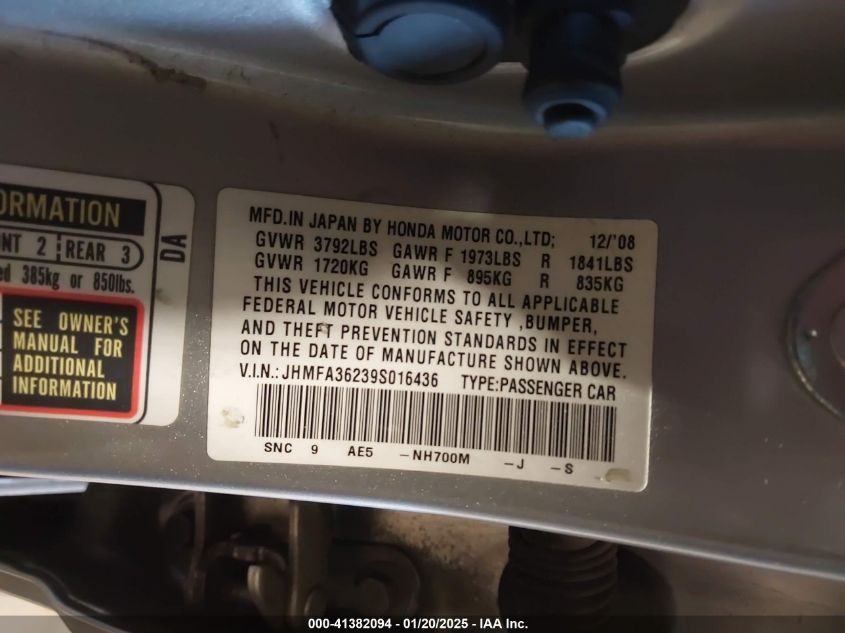 ORMATION
NT 2 REAR 3
ed 385kg or 850lbs.
SEE OWNER'S
MANUAL FOR
ADDITIONAL
INFORMATION
DA
MFD.IN JAPAN BY HONDA MOTOR CO.,LTD; 12/'08
GVWR 3792LBS GAWR F 1973LBS R 1841LBS
GVWR 1720KG GAWR F 895KG R 835KG
THIS VEHICLE CONFORMS TO ALL APPLICABLE
FEDERAL MOTOR VEHICLE SAFETY ,BUMPER,
AND THEFT PREVENTION STANDARDS IN EFFECT
ON THE DATE OF MANUFACTURE SHOWN ABOVE.
V.I.N.:JHMFA36239S016436 TYPE:PASSENGER CAR
SNC 9 AE5 -NH700M -J -S
000-41382094 - 01/20/2025 - IAA Inc.